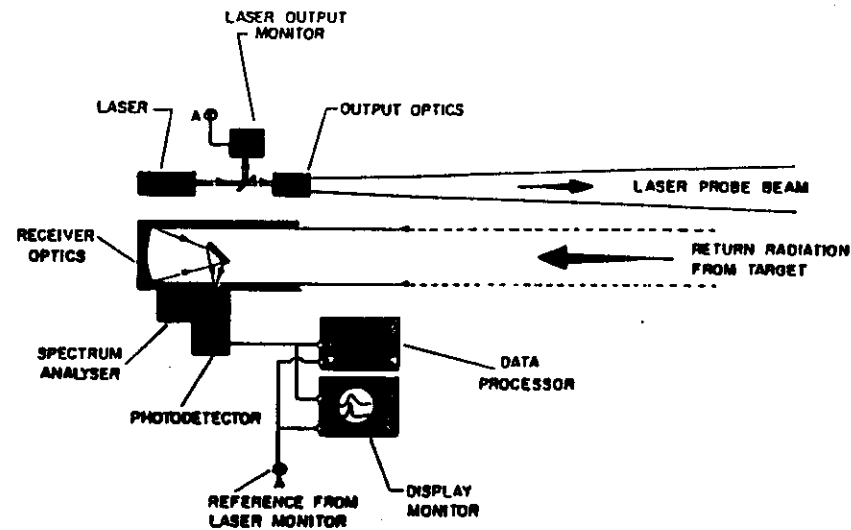 LASER OUTPUT
MONITOR
LASER
A
OUTPUT OPTICS
LASER PROBE BEAM
RECEIVER
OPTICS
RETURN RADIATION
FROM TARGET
SPECTRUM
ANALYSER
DATA
PROCESSOR
PHOTODETECTOR
A
REFERENCE FROM
LASER MONITOR
DISPLAY
MONITOR